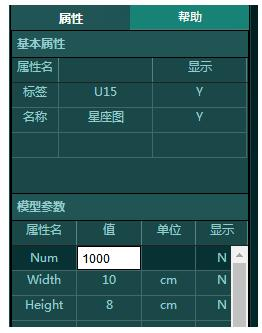 属性 帮助
基本属性
属性名 显示
标签 U15 Y
名称 星座图 Y
模型参数
属性名 值 单位 显示
Num 1000 N
Width 10 cm N
Height 8 cm N